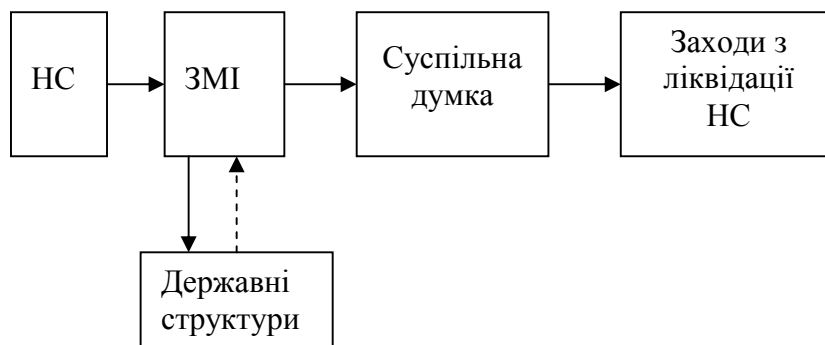 НС
ЗМІ
Суспільна
думка
Заходи з
ліквідації
НС
Державні
структури